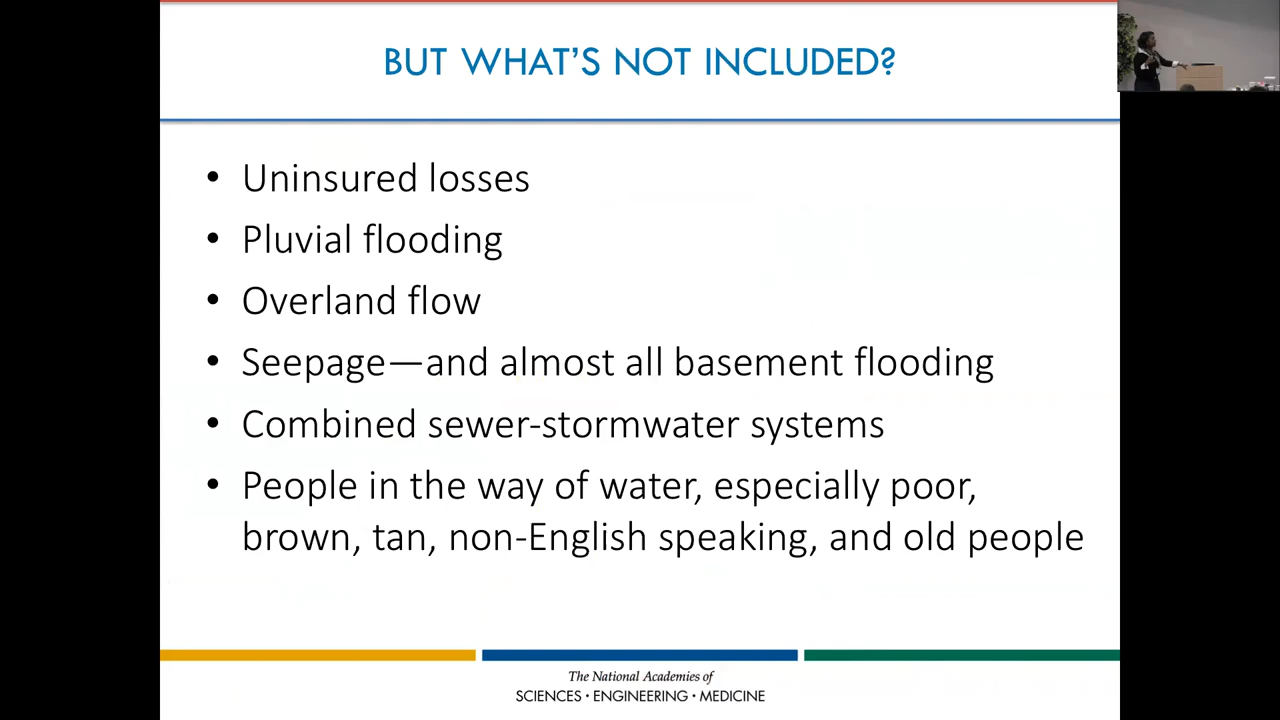 BUT WHAT'S NOT INCLUDED?
• Uninsured losses
• Pluvial flooding
• Overland flow
• Seepage—and almost all basement flooding
• Combined sewer-stormwater systems
• People in the way of water, especially poor,
brown, tan, non-English speaking, and old people
The National Academies of
SCIENCES · ENGINEERING · MEDICINE